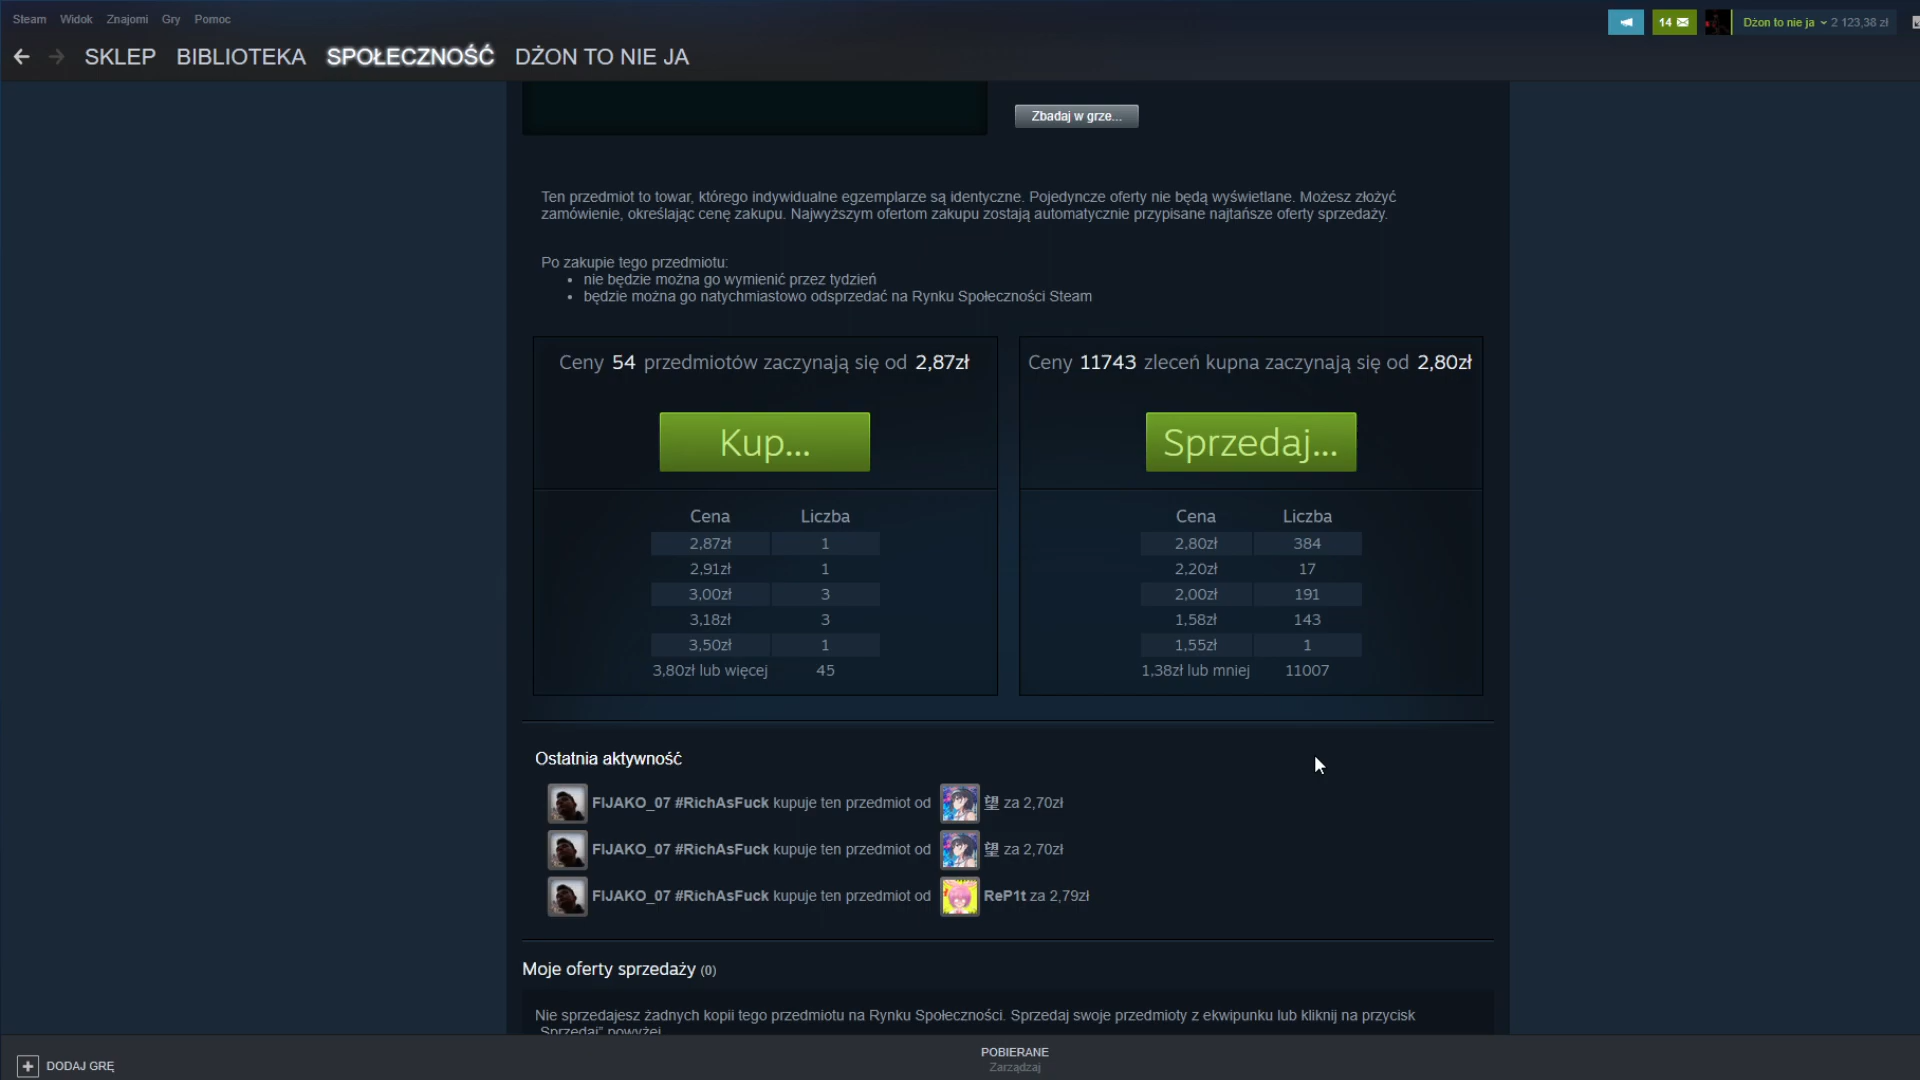 Steam Widok Znajomi Gry Pomoc
14 Dżon to nie ja 2 123,38 zł
SKLEP BIBLIOTEKA SPOŁECZNOŚĆ DŻON TO NIE JA
Zbadaj w grze...
Ten przedmiot to towar, którego indywidualne egzemplarze są identyczne. Pojedyncze oferty nie będą wyświetlane. Możesz złożyć
zamówienie, określając cenę zakupu. Najwyższym ofertom zakupu zostają automatycznie przypisane najtańsze oferty sprzedaży.
Po zakupie tego przedmiotu:
• nie będzie można go wymienić przez tydzień
• będzie można go natychmiastowo odsprzedać na Rynku Społeczności Steam
Ceny 54 przedmiotów zaczynają się od 2,87zł
Kup...
Cena Liczba
2,87zł 1
2,91zł 1
3,00zł 3
3,18zł 3
3,50zł 1
3,80zł lub więcej 45
Ceny 11743 zleceń kupna zaczynają się od 2,80zł
Sprzedaj...
Cena Liczba
2,80zł 384
2,20zł 17
2,00zł 191
1,58zł 143
1,55zł 1
1,38zł lub mniej 11007
Ostatnia aktywność
FIJAKO_07 #RichAsFuck kupuje ten przedmiot od 望 za 2,70zł
FIJAKO_07 #RichAsFuck kupuje ten przedmiot od 望 za 2,70zł
FIJAKO_07 #RichAsFuck kupuje ten przedmiot od ReP1t za 2,79zł
Moje oferty sprzedaży (0)
Nie sprzedajesz żadnych kopii tego przedmiotu na Rynku Społeczności. Sprzedaj swoje przedmioty z ekwipunku lub kliknij na przycisk
„Sprzedaj” powyżej.
DODAJ GRĘ
POBIERANE
Zarządzaj